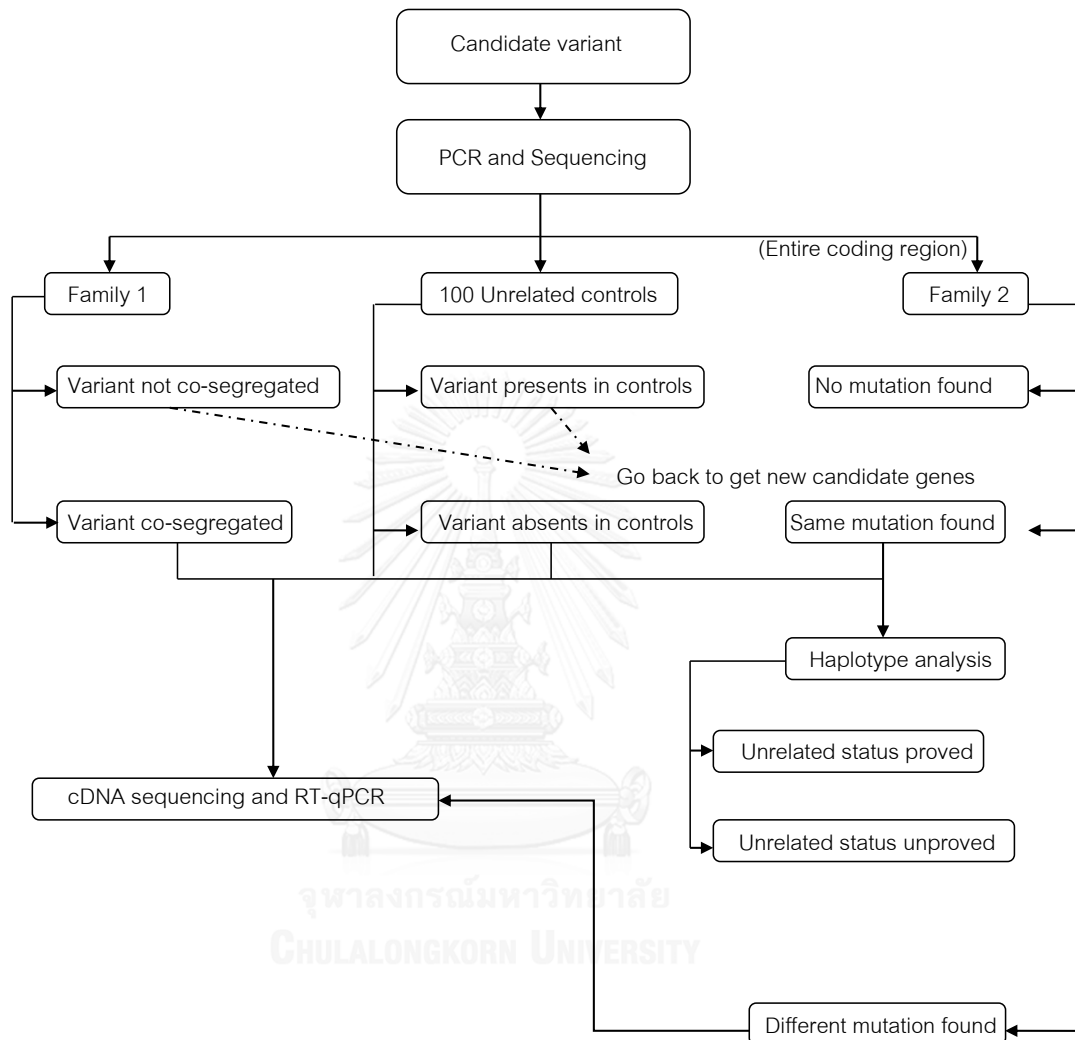 Candidate variant
PCR and Sequencing
(Entire coding region)
Family 1
100 Unrelated controls
Family 2
Variant not co-segregated
Variant presents in controls
No mutation found
Go back to get new candidate genes
Variant co-segregated
Variant absents in controls
Same mutation found
Haplotype analysis
Unrelated status proved
cDNA sequencing and RT-qPCR
Unrelated status unproved
จุฬาลงกรณ์มหาวิทยาลัย
CHULALONGKORN UNIVERSITY
Different mutation found